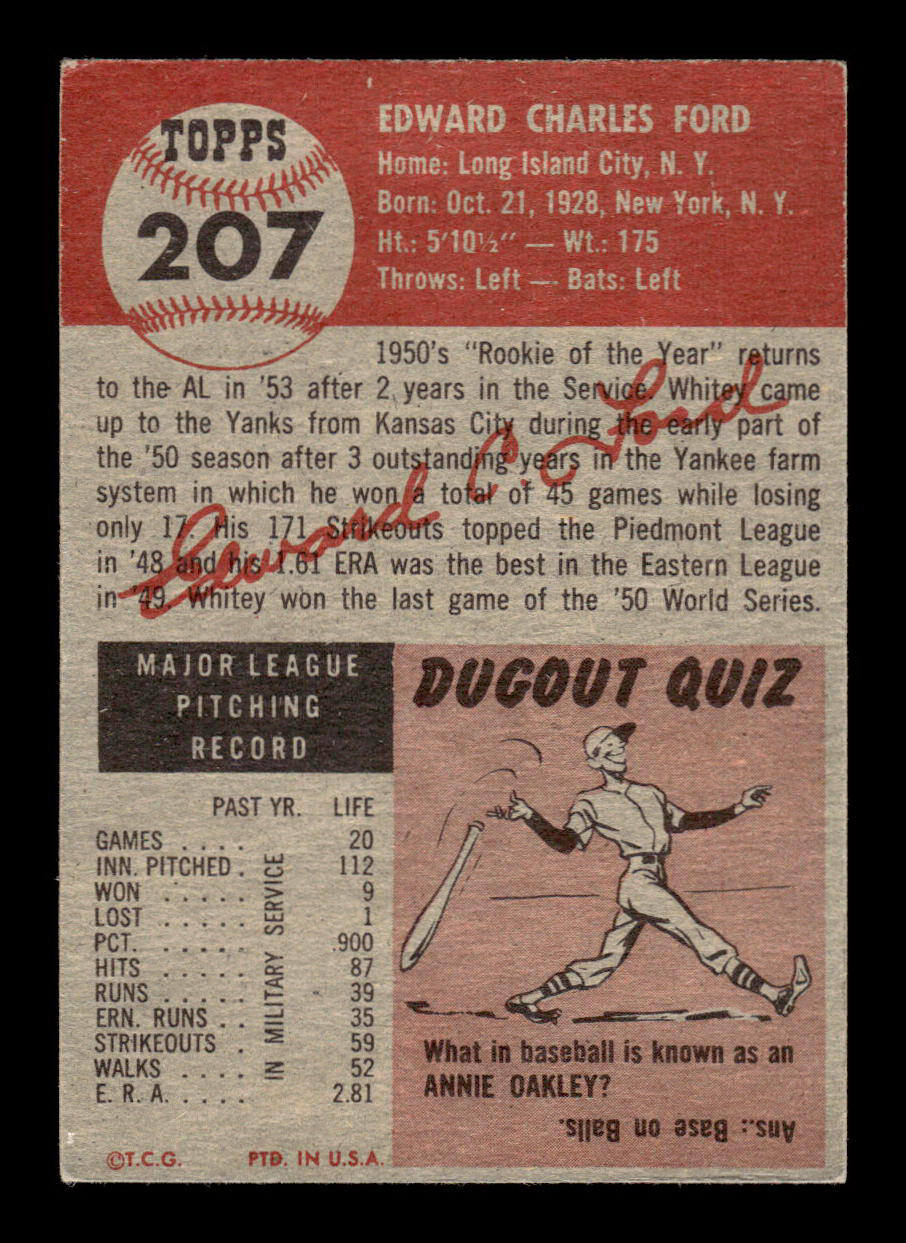 TOPPS
207
EDWARD CHARLES FORD
Home: Long Island City, N. Y.
Born: Oct. 21, 1928, New York, N. Y.
Ht.: 5'10½" — Wt.: 175
Throws: Left — Bats: Left
1950's "Rookie of the Year" returns
to the AL in '53 after 2 years in the Service. Whitey came
up to the Yanks from Kansas City during the early part of
the '50 season after 3 outstanding years in the Yankee farm
system in which he won a total of 45 games while losing
only 17. His 171 Strikeouts topped the Piedmont League
in '48 and his 1.61 ERA was the best in the Eastern League
in '49. Whitey won the last game of the '50 World Series.
Edward C. Ford
MAJOR LEAGUE
PITCHING
RECORD
PAST YR. LIFE
GAMES . . . . 20
INN. PITCHED . 112
WON . . . . . 9
LOST . . . . . 1
PCT. . . . . . .900
HITS . . . . . 87
RUNS . . . . . 39
ERN. RUNS . . 35
STRIKEOUTS . 59
WALKS . . . . 52
E. R. A. . . . . 2.81
IN MILITARY SERVICE
©T.C.G. PTD. IN U.S.A.
DUGOUT QUIZ
What in baseball is known as an
ANNIE OAKLEY?
Ans.: Base on Balls.